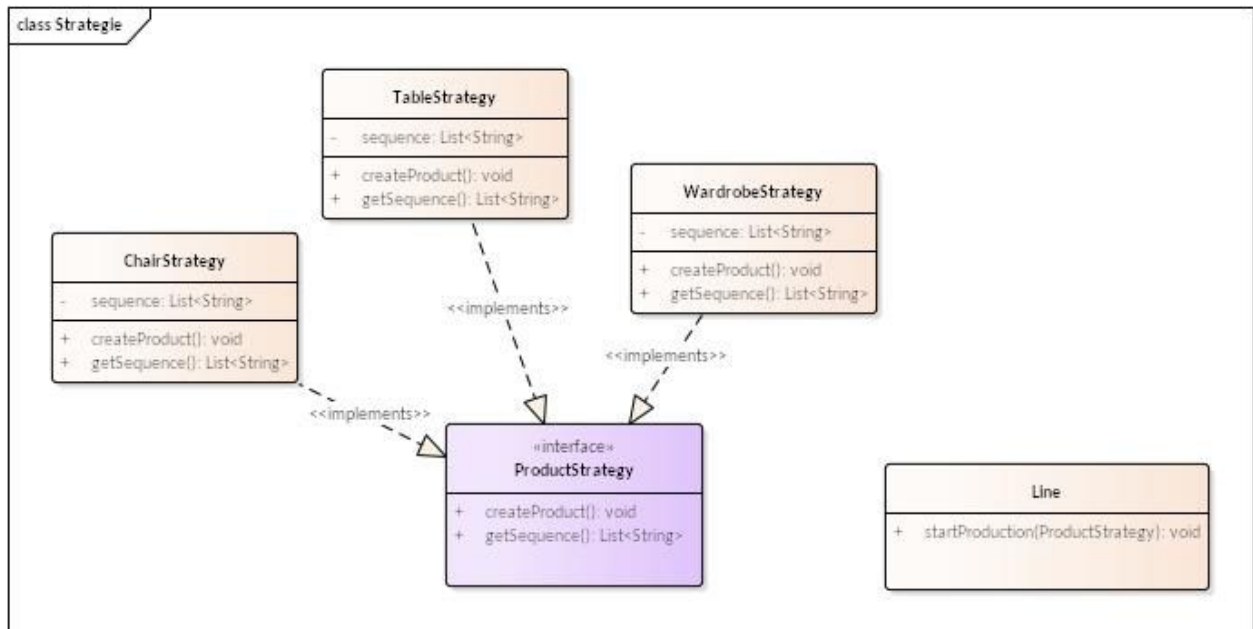 class Strategie
TableStrategy
- sequence: List<String>
+ createProduct(): void
+ getSequence(): List<String>
WardrobeStrategy
- sequence: List<String>
+ createProduct(): void
+ getSequence(): List<String>
ChairStrategy
- sequence: List<String>
+ createProduct(): void
+ getSequence(): List<String>
<<implements>>
<<implements>>
<<implements>>
«interface»
ProductStrategy
+ createProduct(): void
+ getSequence(): List<String>
Line
+ startProduction(ProductStrategy): void